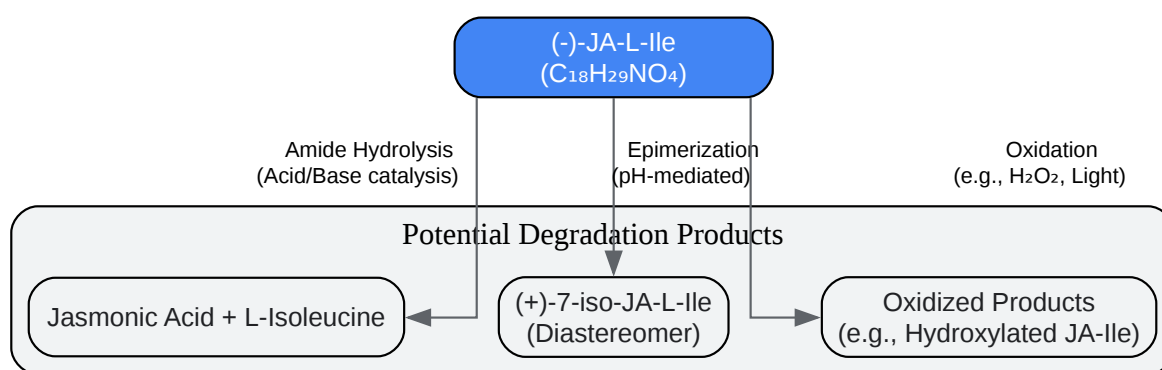 (-)-JA-L-Ile
(C₁₈H₂₉NO₄)
Amide Hydrolysis
(Acid/Base catalysis)
Epimerization
(pH-mediated)
Oxidation
(e.g., H₂O₂, Light)
Potential Degradation Products
Jasmonic Acid + L-Isoleucine
(+)-7-iso-JA-L-Ile
(Diastereomer)
Oxidized Products
(e.g., Hydroxylated JA-Ile)